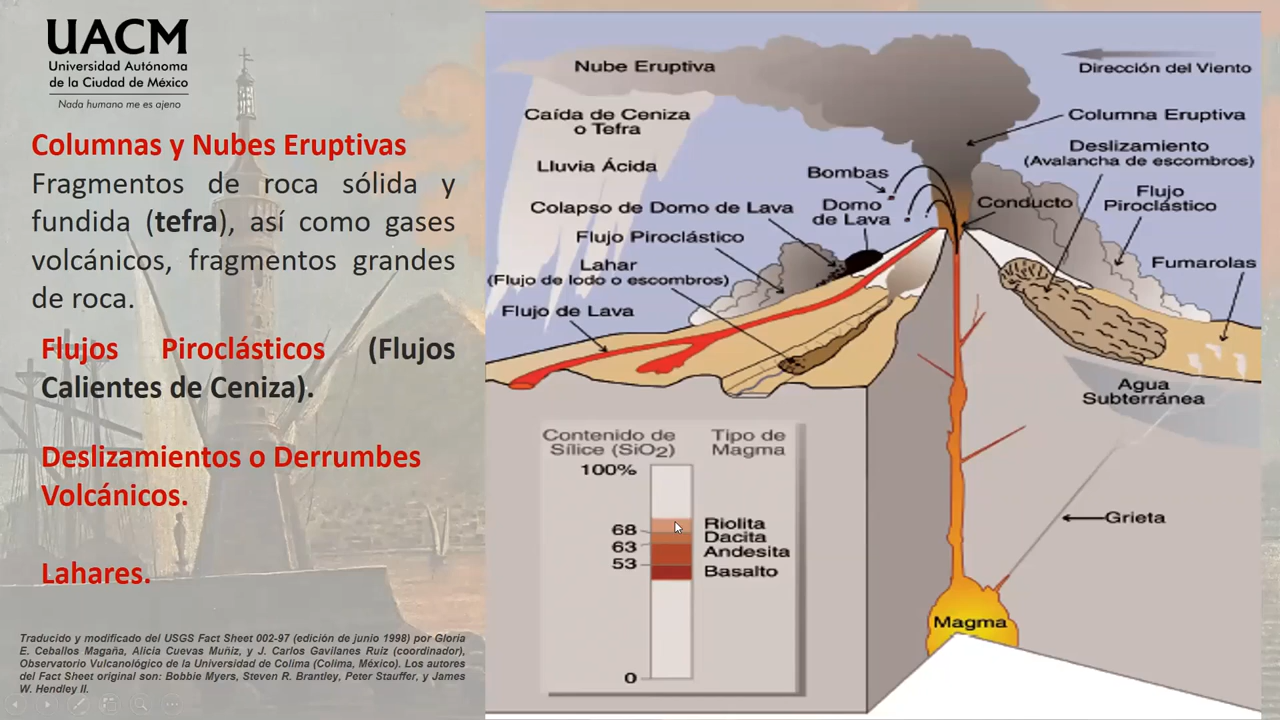 UACM
Universidad Autónoma
de la Ciudad de México
Nada humano me es ajeno
Columnas y Nubes Eruptivas
Fragmentos de roca sólida y
fundida (tefra), así como gases
volcánicos, fragmentos grandes
de roca.
Flujos Piroclásticos (Flujos
Calientes de Ceniza).
Deslizamientos o Derrumbes
Volcánicos.
Lahares.
Traducido y modificado del USGS Fact Sheet 002-97 (edición de junio 1998) por Gloria
E. Ceballos Magaña, Alicia Cuevas Muñiz, y J. Carlos Gavilanes Ruiz (coordinador),
Observatorio Vulcanológico de la Universidad de Colima (Colima, México). Los autores
del Fact Sheet original son: Bobbie Myers, Steven R. Brantley, Peter Stauffer, y James
W. Hendley II.
Nube Eruptiva
Dirección del Viento
Caída de Ceniza
o Tefra
Columna Eruptiva
Deslizamiento
(Avalancha de escombros)
Lluvia Ácida
Bombas
Flujo
Piroclástico
Colapso de Domo de Lava
Domo
de Lava
Conducto
Flujo Piroclástico
Lahar
(Flujo de lodo o escombros)
Fumarolas
Flujo de Lava
Agua
Subterránea
Contenido de
Sílice (SiO2)
Tipo de
Magma
100%
68
63
53
0
Riolita
Dacita
Andesita
Basalto
Grieta
Magma